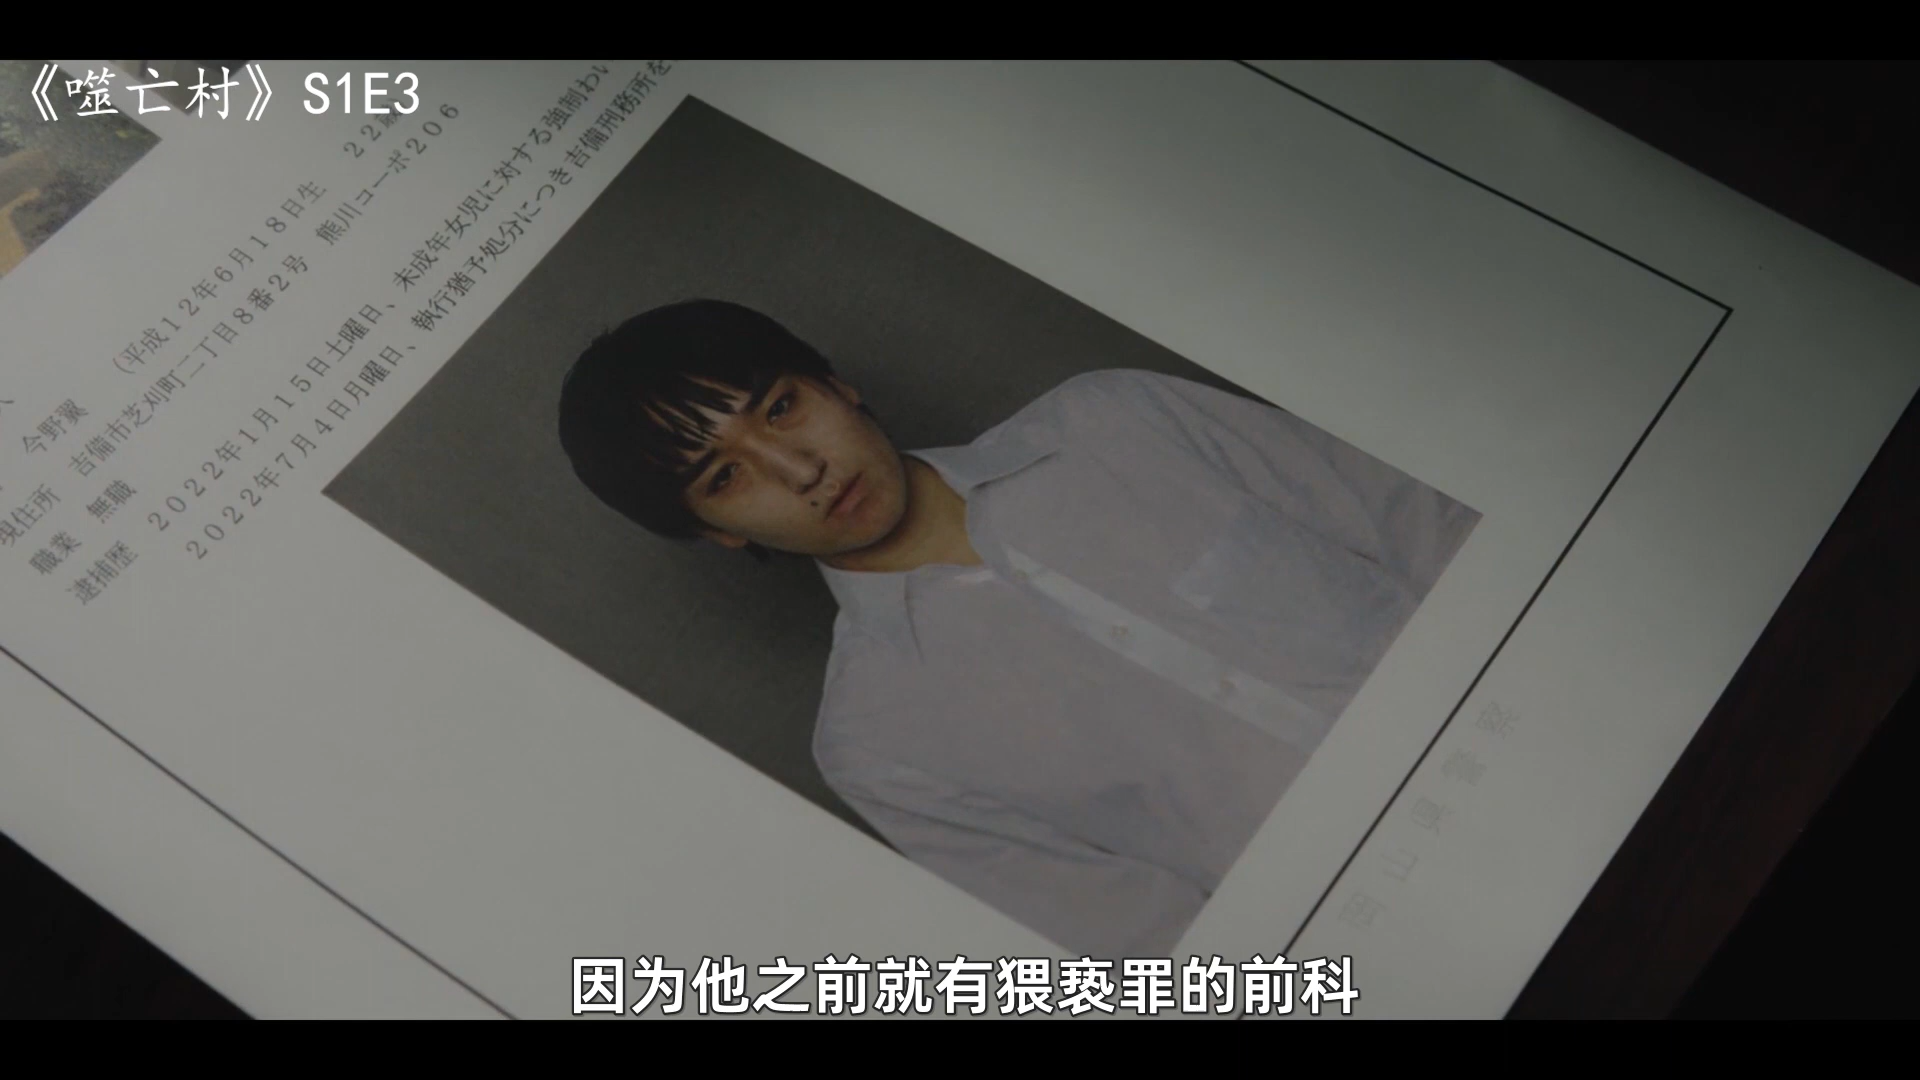 《噬亡村》S1E3
今野翼　(平成12年6月18日生　22歳
現住所　吉備市芝刈町二丁目8番2号　熊川コーポ206
職業　無職
逮捕歴　2022年1月15日土曜日、未成年女児に対する強制わい
2022年7月4日月曜日、執行猶予処分につき吉備刑務所を
岡山県警察
因为他之前就有猥亵罪的前科